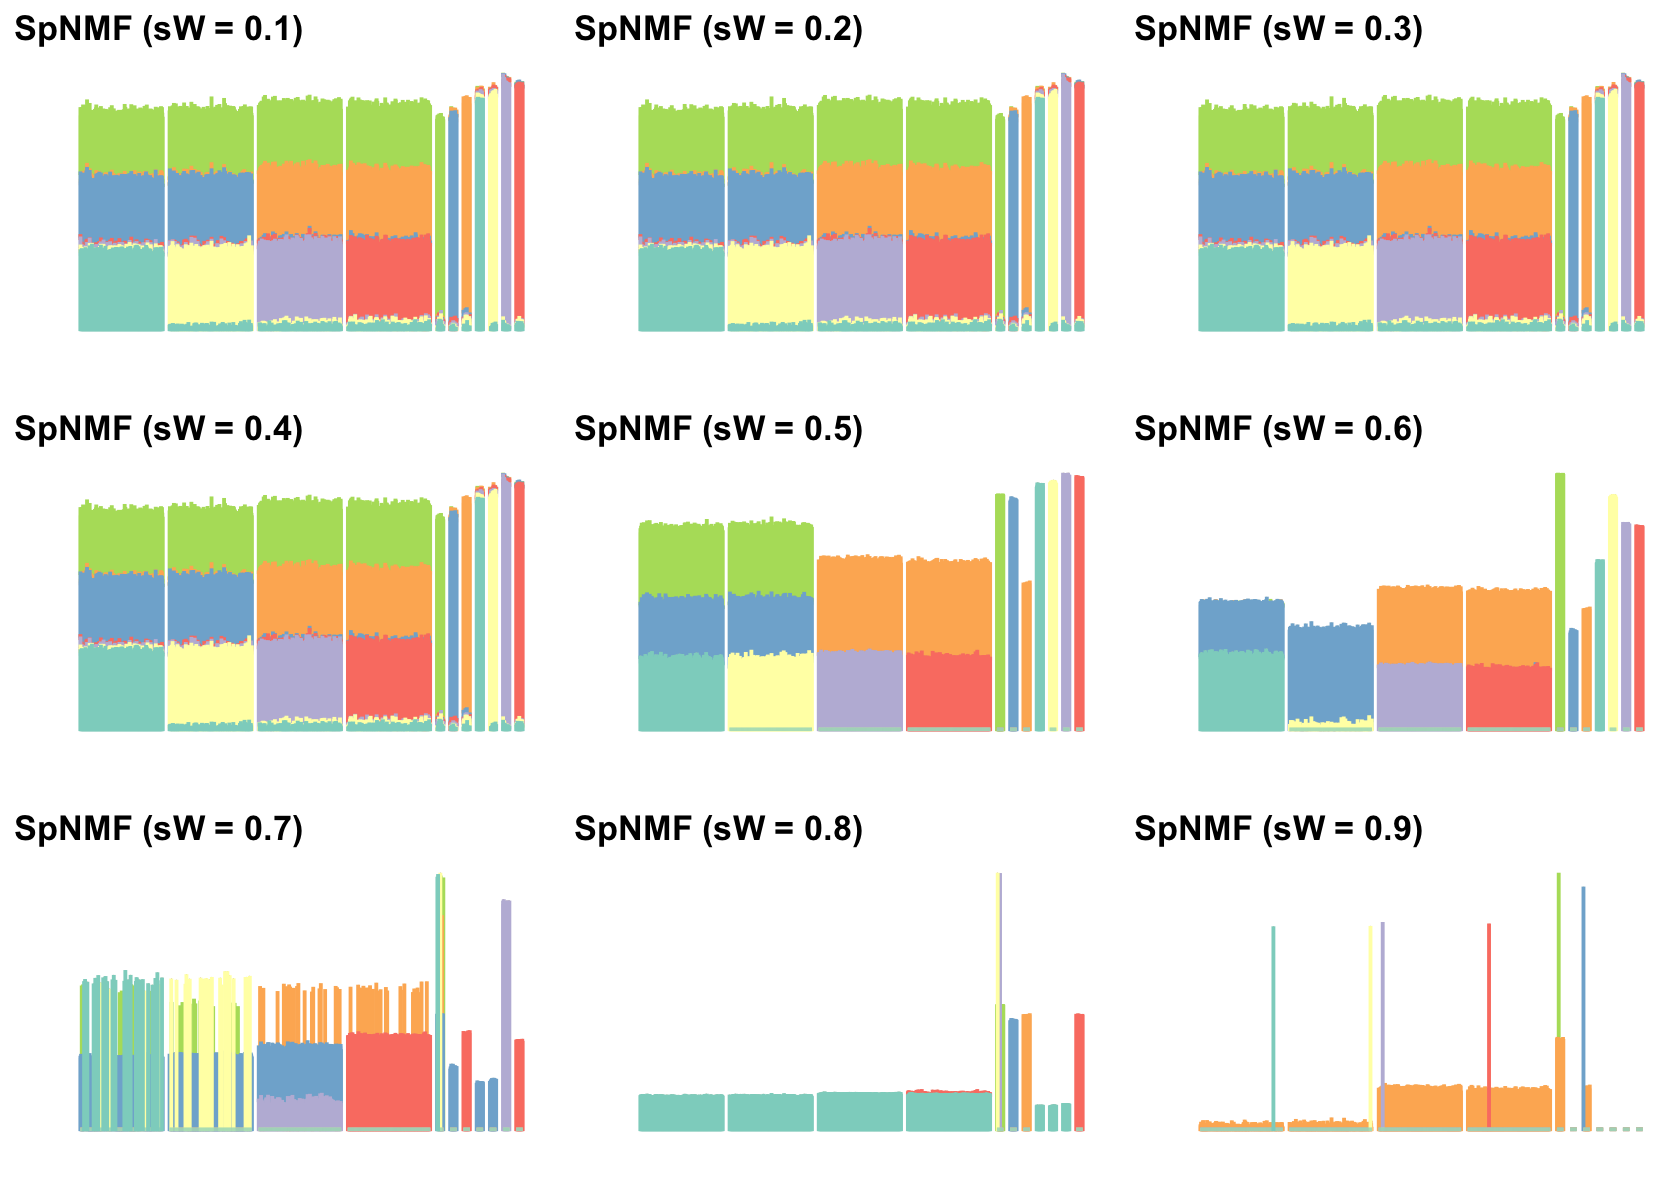 SpNMF (sW = 0.1)
SpNMF (sW = 0.2)
SpNMF (sW = 0.3)
SpNMF (sW = 0.4)
SpNMF (sW = 0.5)
SpNMF (sW = 0.6)
SpNMF (sW = 0.7)
SpNMF (sW = 0.8)
SpNMF (sW = 0.9)